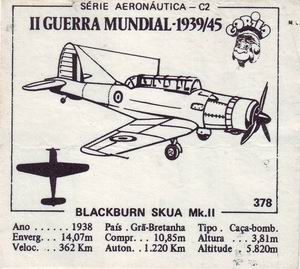 SÉRIE AERONÁUTICA - C2
II GUERRA MUNDIAL-1939/45
378
BLACKBURN SKUA Mk.II
Ano ...... 1938 País . Grã-Bretanha Tipo . Caça-bomb.
Enverg... 14,07m Compr... 10,85m Altura ... 3,81m
Veloc. .. 362 Km Auton.. 1.220 Km Altitude . 5.820m